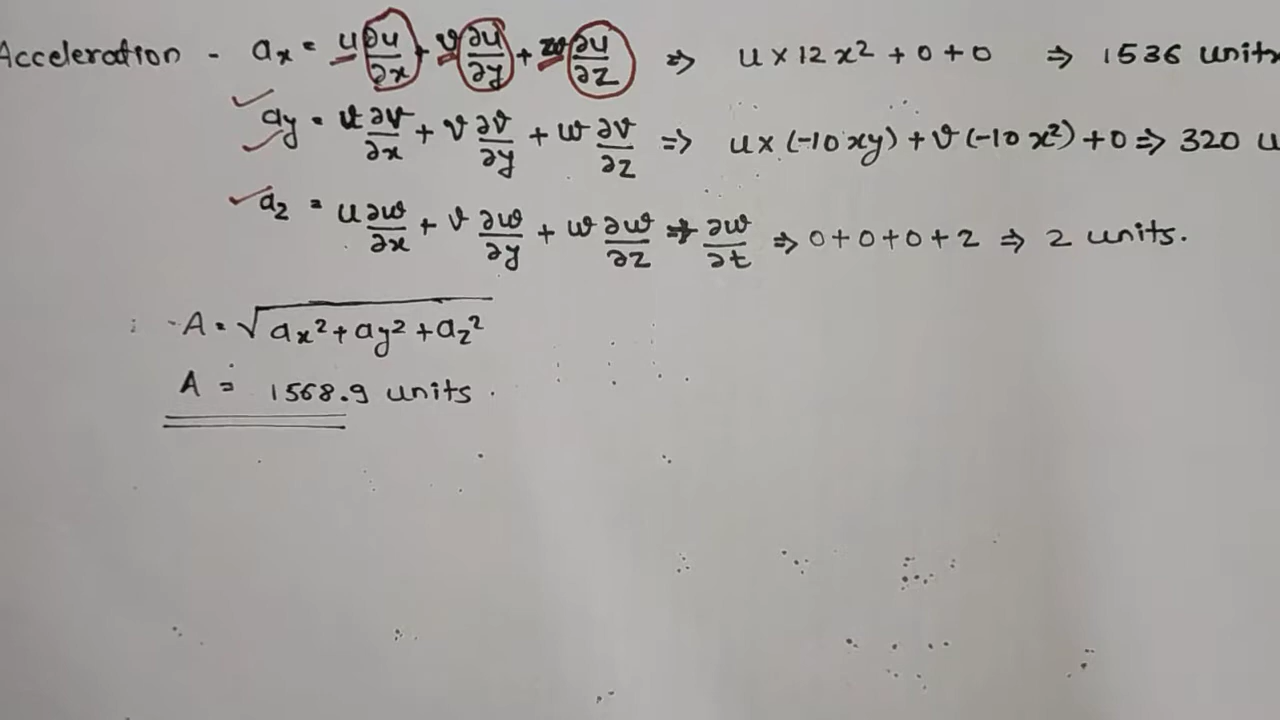 Acceleration - ax = u ∂u/∂x + v ∂u/∂y + w ∂u/∂z ⇒ u × 12x² + 0 + 0 ⇒ 1536 units
ay = u ∂v/∂x + v ∂v/∂y + w ∂v/∂z ⇒ u × (-10xy) + v (-10x²) + 0 ⇒ 320 u
az = u ∂w/∂x + v ∂w/∂y + w ∂w/∂z + ∂w/∂t ⇒ 0 + 0 + 0 + 2 ⇒ 2 units.
A = √ax² + ay² + az²
A = 1568.9 units.